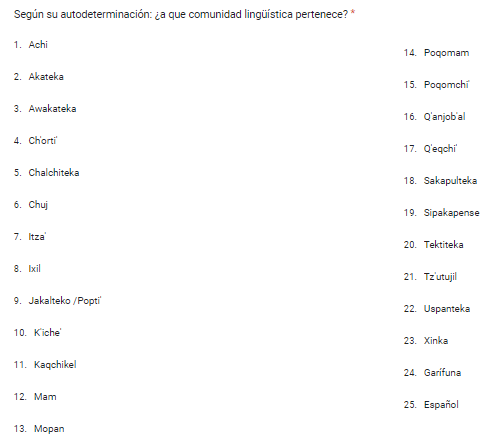 Según su autodeterminación: ¿a que comunidad lingüística pertenece? *
1. Achi
2. Akateka
3. Awakateka
4. Ch'orti'
5. Chalchiteka
6. Chuj
7. Itza'
8. Ixil
9. Jakalteko /Popti'
10. K'iche'
11. Kaqchikel
12. Mam
13. Mopan
14. Poqomam
15. Poqomchi'
16. Q'anjob'al
17. Q'eqchi'
18. Sakapulteka
19. Sipakapense
20. Tektiteka
21. Tz'utujil
22. Uspanteka
23. Xinka
24. Garífuna
25. Español